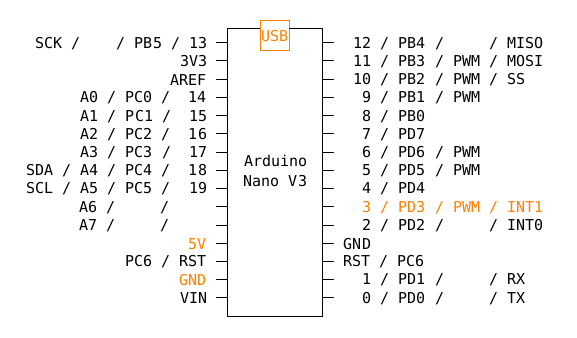 USB
SCK /    / PB5 / 13    12 / PB4 /     / MISO
3V3    11 / PB3 / PWM / MOSI
AREF    10 / PB2 / PWM / SS
A0 / PC0 /  14    9 / PB1 / PWM
A1 / PC1 /  15    8 / PB0
A2 / PC2 /  16    7 / PD7
A3 / PC3 /  17    6 / PD6 / PWM
Arduino
SDA / A4 / PC4 /  18    5 / PD5 / PWM
Nano V3
SCL / A5 / PC5 /  19    4 / PD4
A6 /     /    3 / PD3 / PWM / INT1
A7 /     /    2 / PD2 /     / INT0
5V    GND
PC6 / RST    RST / PC6
GND    1 / PD1 /     / RX
VIN    0 / PD0 /     / TX